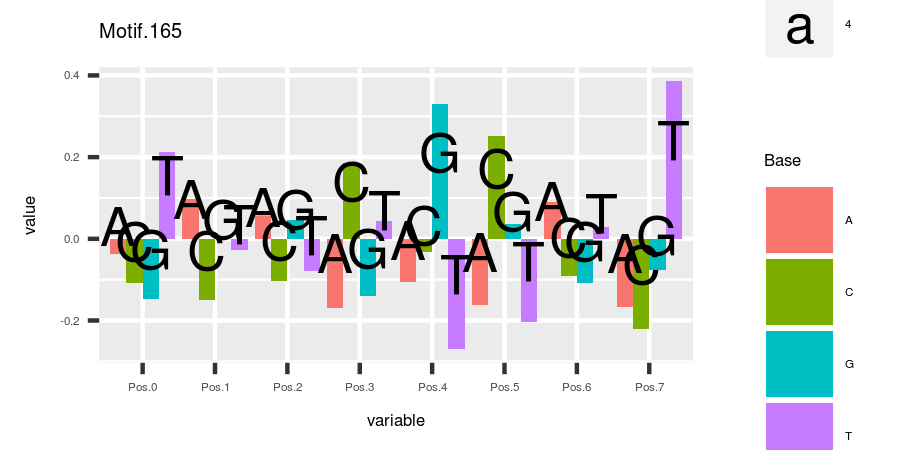 Motif.165
a 4
0.4
0.2
0.0
-0.2
value
A C G T A C G T A C G T A C G T A C G T A C G T A C G T A C G T
Pos.0 Pos.1 Pos.2 Pos.3 Pos.4 Pos.5 Pos.6 Pos.7
variable
Base
A
C
G
T